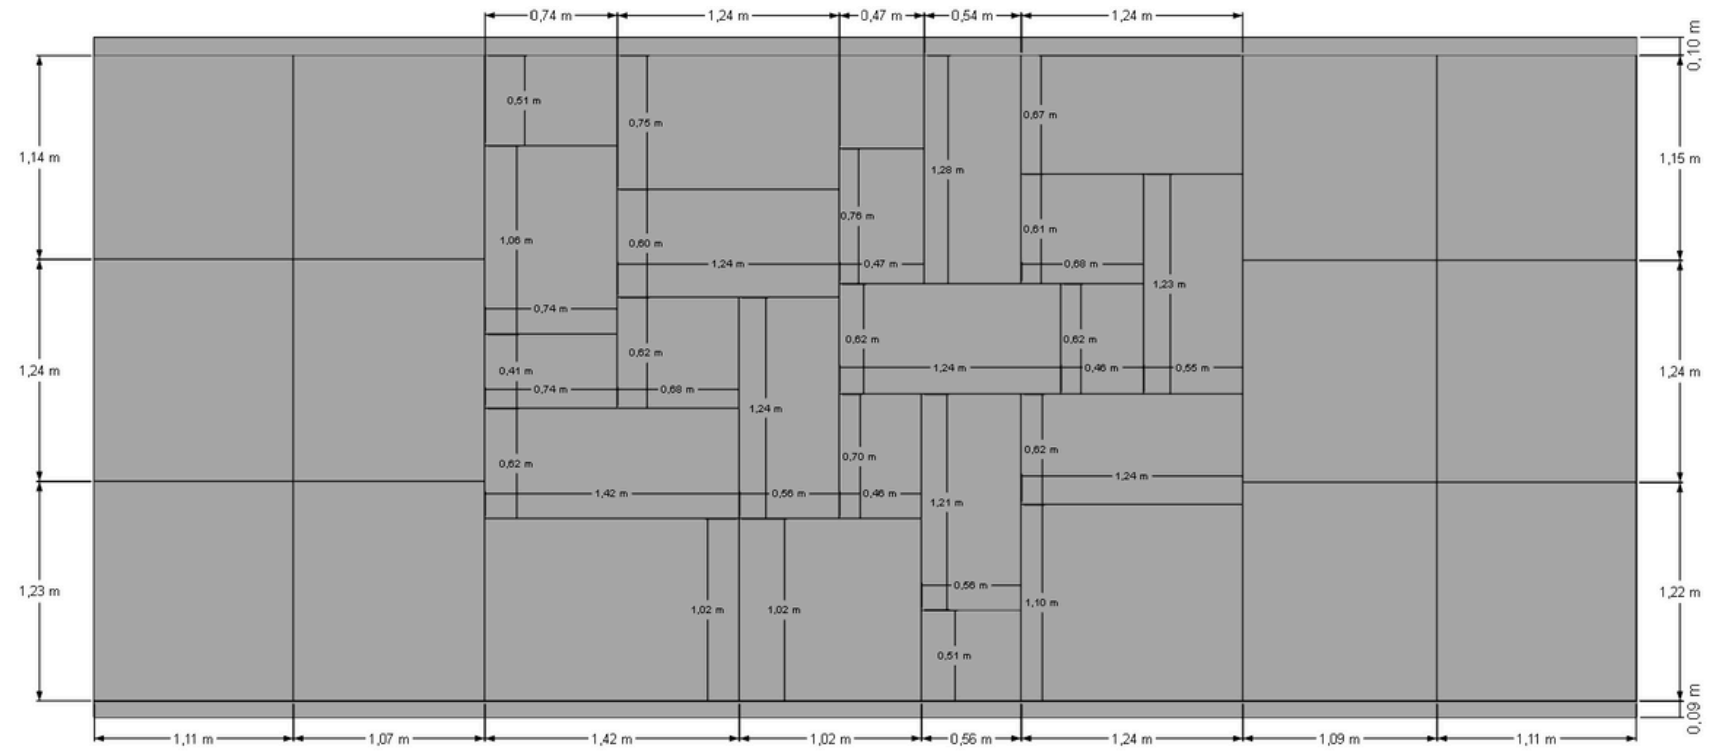 0,74 m 1,24 m 0,47 m 0,54 m 1,24 m
0,10 m
0,51 m
0,75 m
0,67 m
1,14 m
1,15 m
1,28 m
0,76 m
0,61 m
1,06 m
0,60 m
1,24 m 0,47 m 0,68 m
1,23 m
0,74 m
0,62 m 0,62 m
0,62 m
1,24 m 0,46 m 0,55 m
0,41 m
1,24 m
1,24 m
0,74 m 0,68 m
1,24 m
0,62 m
0,70 m
0,62 m
1,24 m
1,42 m 0,56 m 0,46 m
1,21 m
0,56 m
1,23 m
1,22 m
1,10 m
1,02 m 1,02 m
0,51 m
0,09 m
1,11 m 1,07 m 1,42 m 1,02 m 0,56 m 1,24 m 1,09 m 1,11 m